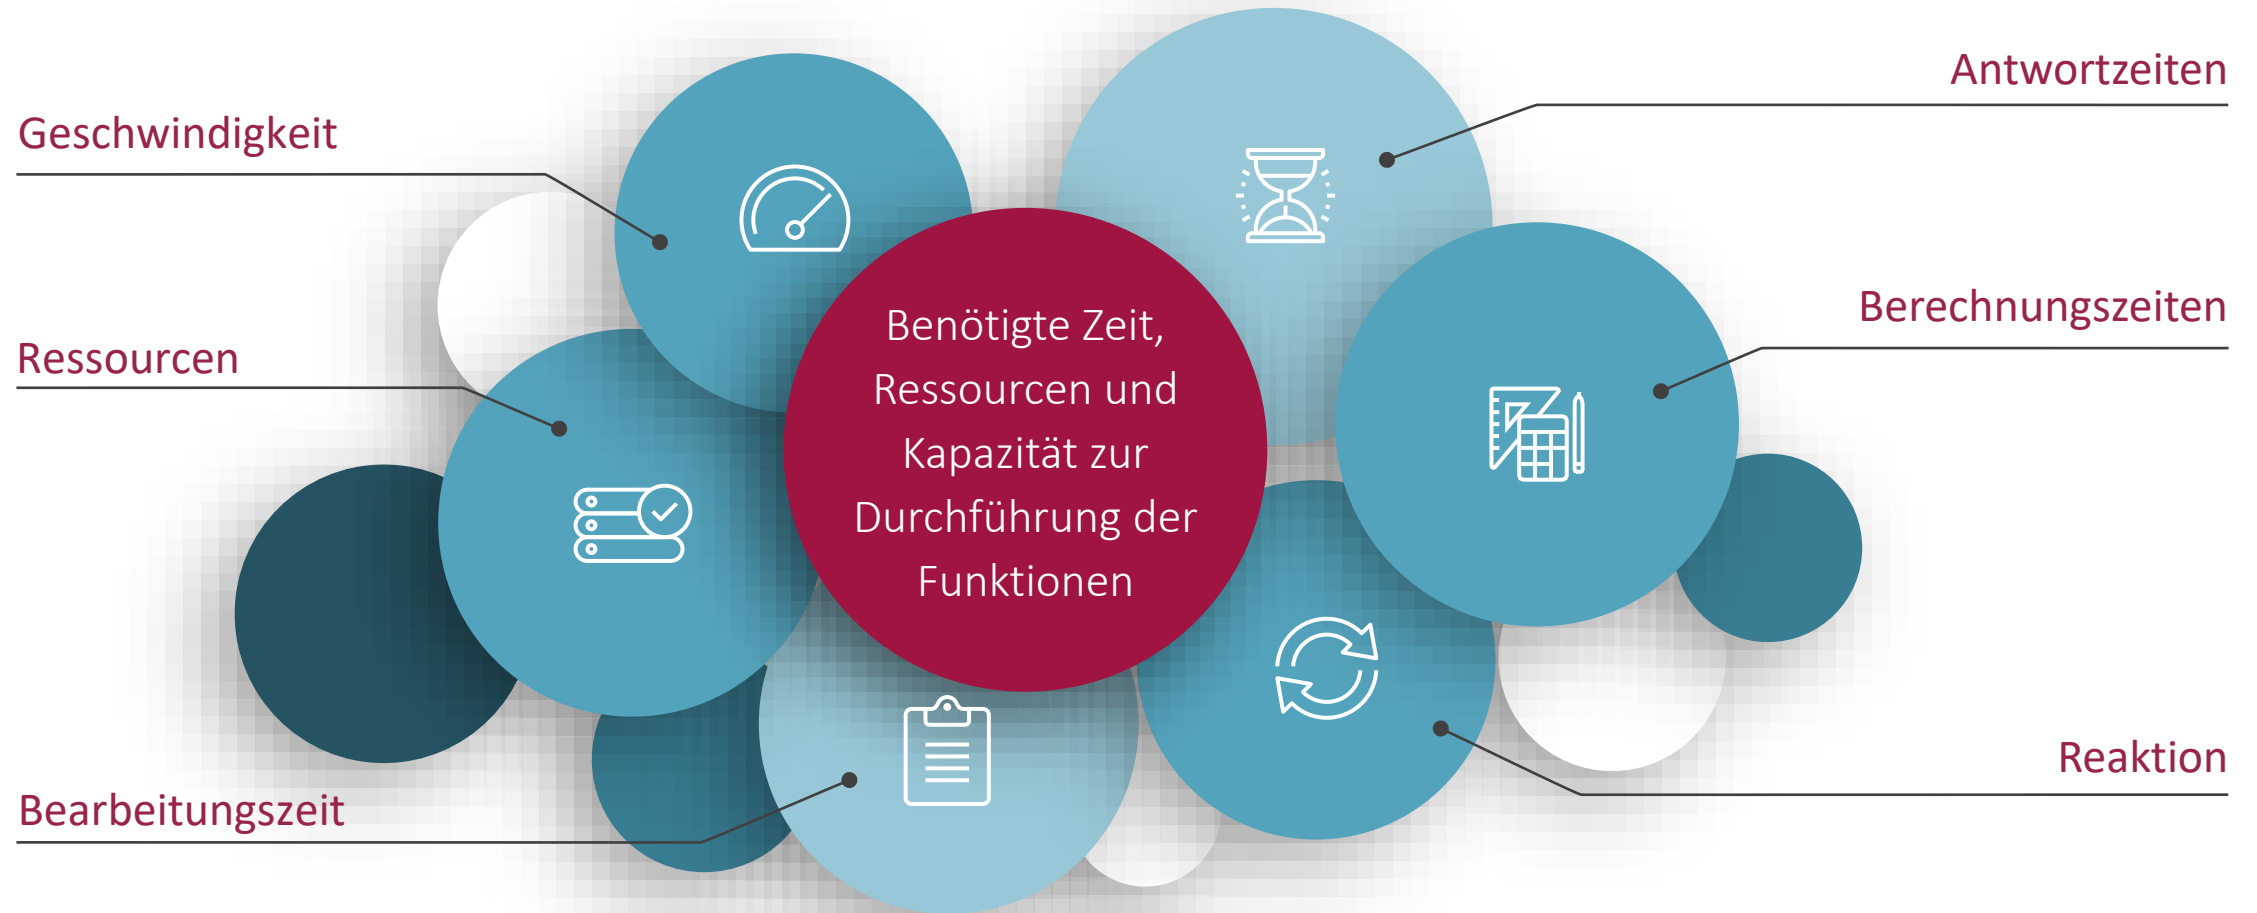 Geschwindigkeit
Ressourcen
Bearbeitungszeit
Benötigte Zeit,
Ressourcen und
Kapazität zur
Durchführung der
Funktionen
Antwortzeiten
Berechnungszeiten
Reaktion